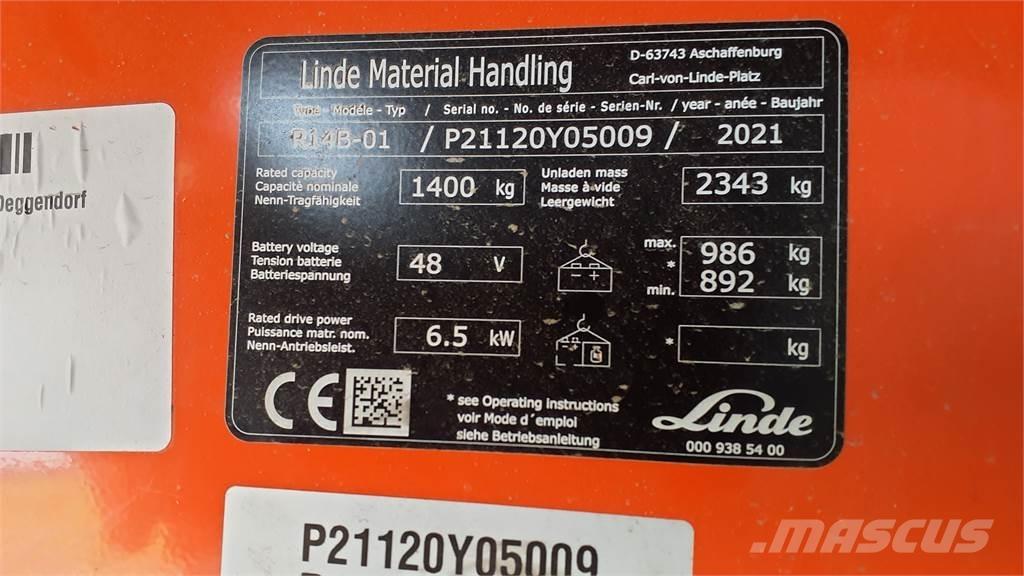 Linde Material Handling
D-63743 Aschaffenburg
Carl-von-Linde-Platz
Type - Modèle - Typ / Serial no. - No. de série - Serien-Nr. / year - anée - Baujahr
R14B-01 / P21120Y05009 / 2021
Rated capacity
Capacité nominale
Nenn-Tragfähigkeit
1400 kg
Unladen mass
Masse à vide
Leergewicht
2343 kg
Battery voltage
Tension batterie
Batteriespannung
48 V
max. 986 kg
*
min. 892 kg
Rated drive power
Puissance matr. nom.
Nenn-Antriebsleist.
6.5 kW
* kg
CE
* see Operating instructions
voir Mode d´emploi
siehe Betriebsanleitung
Linde
000 938 54 00
Deggendorf
P21120Y05009
MASCUS